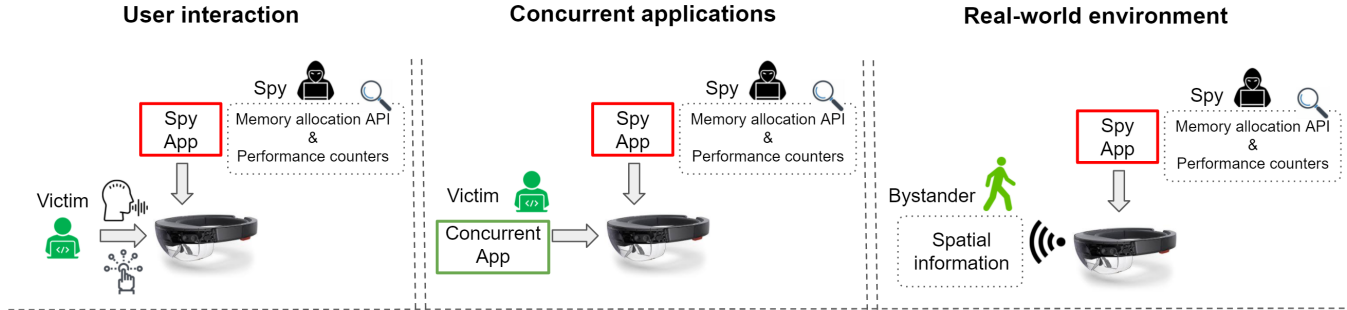 User interaction
Spy
Spy
App
Memory allocation API
&
Performance counters
Victim
</>
Concurrent applications
Spy
Spy
App
Memory allocation API
&
Performance counters
Victim
</>
Concurrent
App
Real-world environment
Spy
Spy
App
Memory allocation API
&
Performance counters
Bystander
Spatial
information